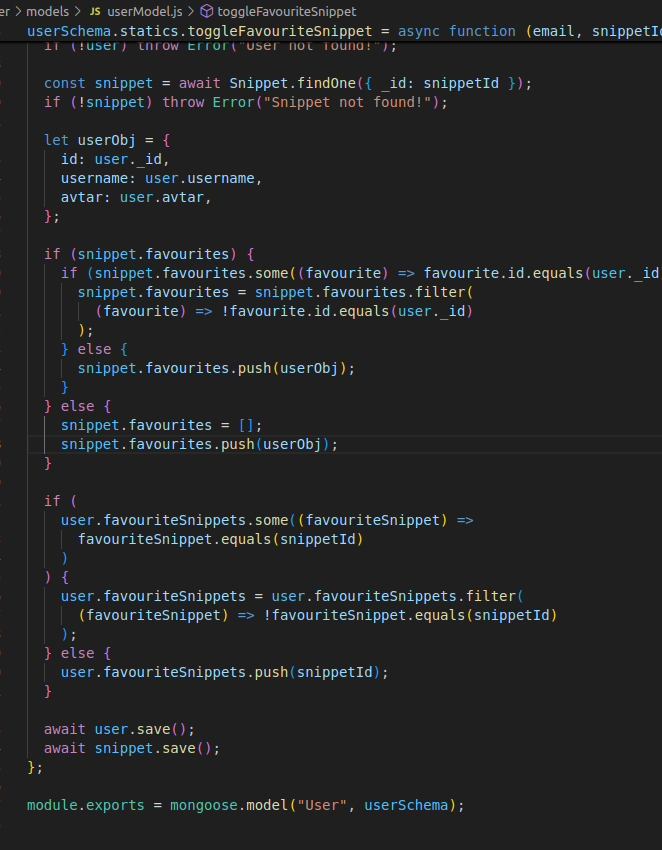 er > models > JS userModel.js > toggleFavouriteSnippet
userSchema.statics.toggleFavouriteSnippet = async function (email, snippetId
if (!user) throw Error("User not found!");
const snippet = await Snippet.findOne({ _id: snippetId });
if (!snippet) throw Error("Snippet not found!");
let userObj = {
id: user._id,
username: user.username,
avtar: user.avtar,
};
if (snippet.favourites) {
if (snippet.favourites.some((favourite) => favourite.id.equals(user._id
snippet.favourites = snippet.favourites.filter(
(favourite) => !favourite.id.equals(user._id)
);
} else {
snippet.favourites.push(userObj);
}
} else {
snippet.favourites = [];
snippet.favourites.push(userObj);
}
if (
user.favouriteSnippets.some((favouriteSnippet) =>
favouriteSnippet.equals(snippetId)
)
) {
user.favouriteSnippets = user.favouriteSnippets.filter(
(favouriteSnippet) => !favouriteSnippet.equals(snippetId)
);
} else {
user.favouriteSnippets.push(snippetId);
}
await user.save();
await snippet.save();
};
module.exports = mongoose.model("User", userSchema);